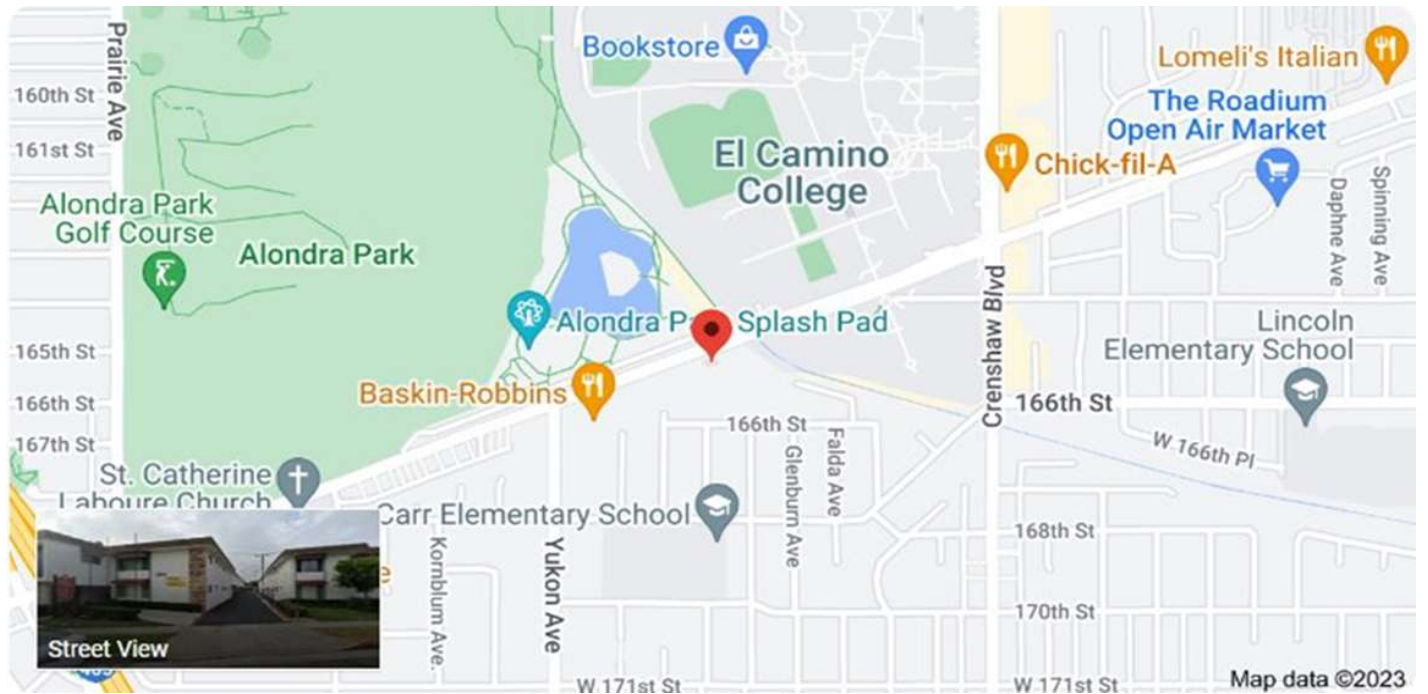 Prairie Ave
160th St
161st St
Alondra Park
Golf Course
Alondra Park
165th St
166th St
167th St
St. Catherine
Laboure Church
Bookstore
El Camino
College
Lomeli's Italian
The Roadium
Open Air Market
Chick-fil-A
Daphne Ave
Spinning Ave
Crenshaw Blvd
Alondra Pa
Splash Pad
Baskin-Robbins
Lincoln
Elementary School
166th St
166th St
W 166th Pl
Glenburn Ave
Falda Ave
Carr Elementary School
Kornblum Ave.
Yukon Ave
168th St
170th St
W 171st St
W 171st St
Street View
405
Map data ©2023